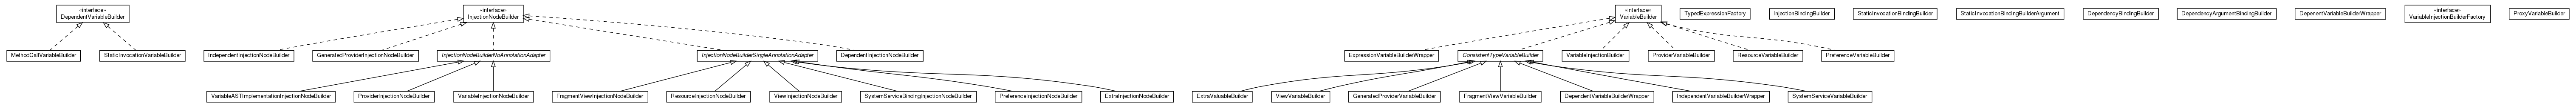 «interface»
DependentVariableBuilder
«interface»
InjectionNodeBuilder
«interface»
VariableBuilder
TypedExpressionFactory
InjectionBindingBuilder
StaticInvocationBindingBuilder
StaticInvocationBindingBuilderArgument
DependencyBindingBuilder
DependencyArgumentBindingBuilder
DepenentVariableBuilderWrapper
«interface»
VariableInjectionBuilderFactory
ProxyVariableBuilder
MethodCallVariableBuilder
StaticInvocationVariableBuilder
IndependentInjectionNodeBuilder
GeneratedProviderInjectionNodeBuilder
InjectionNodeBuilderNoAnnotationAdapter
InjectionNodeBuilderSingleAnnotationAdapter
DependentInjectionNodeBuilder
ExpressionVariableBuilderWrapper
ConsistentTypeVariableBuilder
VariableInjectionBuilder
ProviderVariableBuilder
ResourceVariableBuilder
PreferenceVariableBuilder
VariableASTImplementationInjectionNodeBuilder
ProviderInjectionNodeBuilder
VariableInjectionNodeBuilder
FragmentViewInjectionNodeBuilder
ResourceInjectionNodeBuilder
ViewInjectionNodeBuilder
SystemServiceBindingInjectionNodeBuilder
PreferenceInjectionNodeBuilder
ExtraInjectionNodeBuilder
ExtraValuableBuilder
ViewVariableBuilder
GeneratedProviderVariableBuilder
FragmentViewVariableBuilder
DependentVariableBuilderWrapper
IndependentVariableBuilderWrapper
SystemServiceVariableBuilder